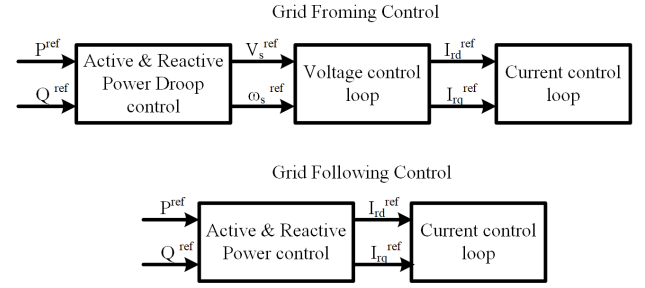 Grid Froming Control
P^ref
Q^ref
Active & Reactive
Power Droop
control
V_s^ref
ω_s^ref
Voltage control
loop
I_rd^ref
I_rq^ref
Current control
loop
Grid Following Control
P^ref
Q^ref
Active & Reactive
Power control
I_rd^ref
I_rq^ref
Current control
loop